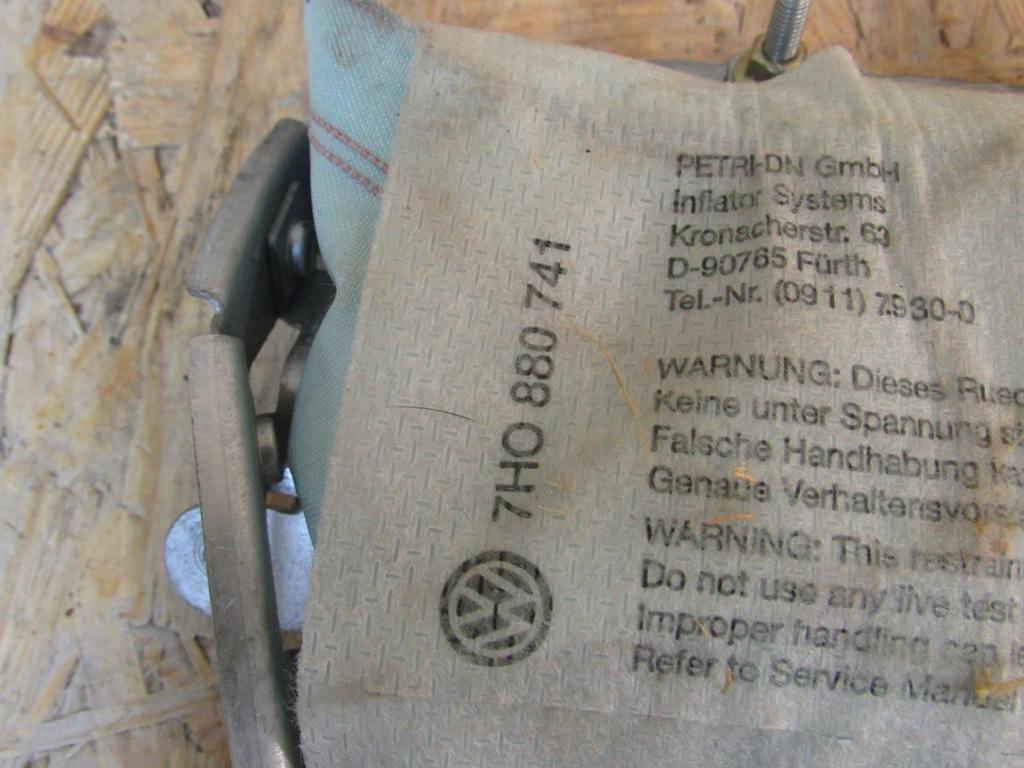 PETRI-DN GmbH
Inflator Systems
Kronacherstr. 63
D-90765 Fürth
Tel.-Nr. (0911) 7930-0
7H0 880 741
WARNUNG: Dieses
Keine unter Spannung
Falsche Handhabung
Genaue
WARNING: This
Do not use any live test
Improper handling can
Refer to Service Manual